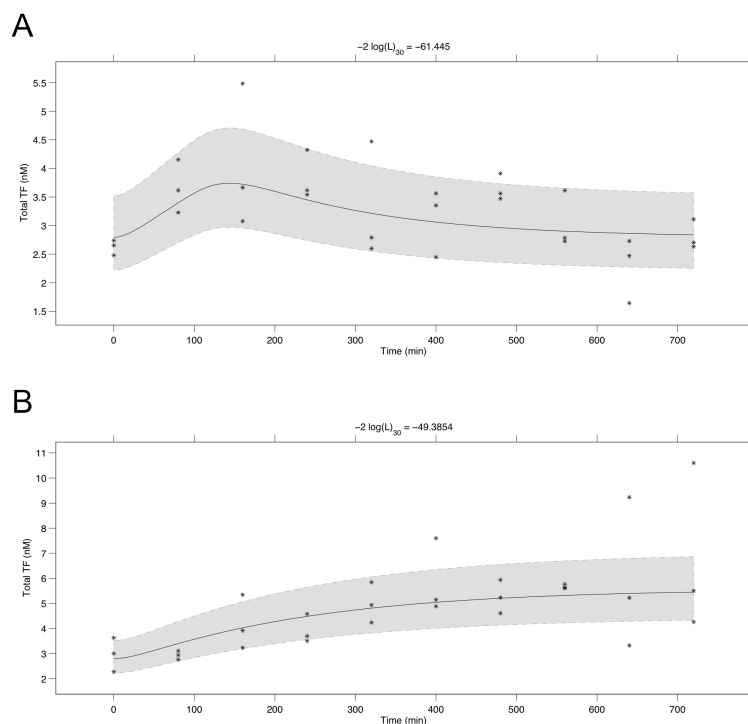 A
−2 log(L)30 = −61.445
5.5
5
4.5
4
3.5
3
2.5
2
1.5
Total TF (nM)
0 100 200 300 400 500 600 700
Time (min)
B
−2 log(L)30 = −49.3854
11
10
9
8
7
6
5
4
3
2
Total TF (nM)
0 100 200 300 400 500 600 700
Time (min)